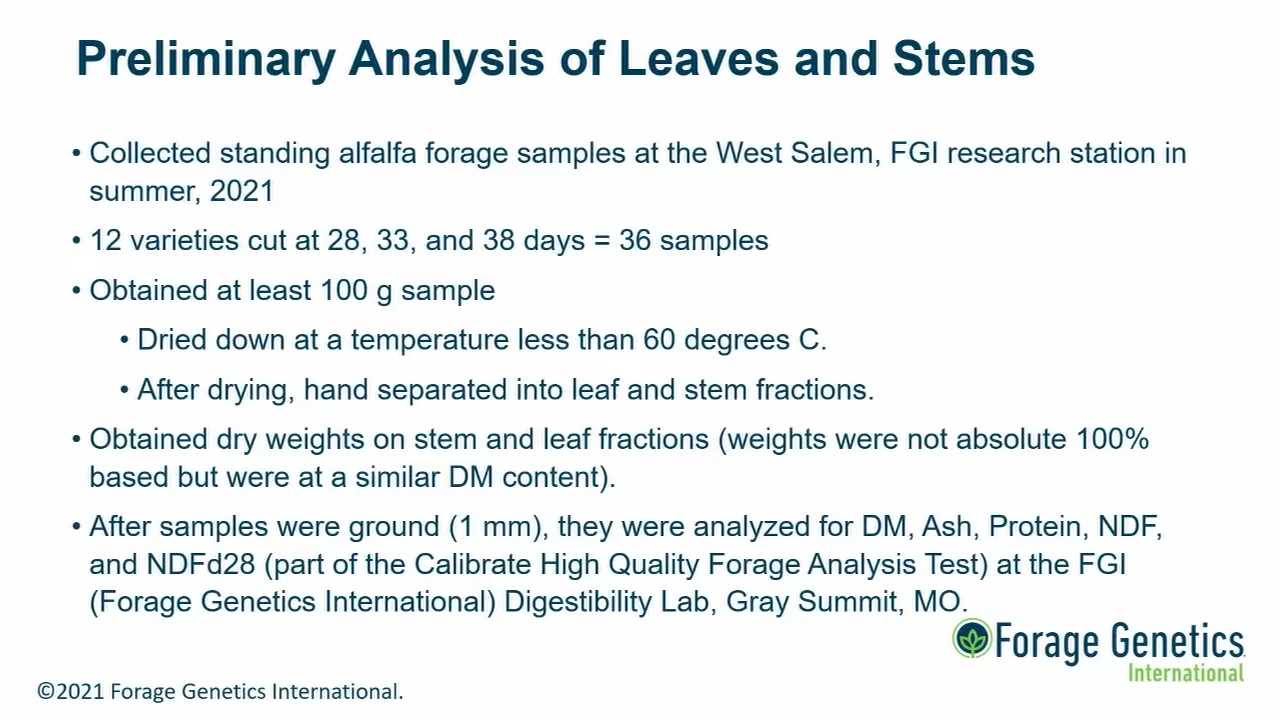 Preliminary Analysis of Leaves and Stems
• Collected standing alfalfa forage samples at the West Salem, FGI research station in
summer, 2021
• 12 varieties cut at 28, 33, and 38 days = 36 samples
• Obtained at least 100 g sample
• Dried down at a temperature less than 60 degrees C.
• After drying, hand separated into leaf and stem fractions.
• Obtained dry weights on stem and leaf fractions (weights were not absolute 100%
based but were at a similar DM content).
• After samples were ground (1 mm), they were analyzed for DM, Ash, Protein, NDF,
and NDFd28 (part of the Calibrate High Quality Forage Analysis Test) at the FGI
(Forage Genetics International) Digestibility Lab, Gray Summit, MO.
Forage Genetics
International
©2021 Forage Genetics International.